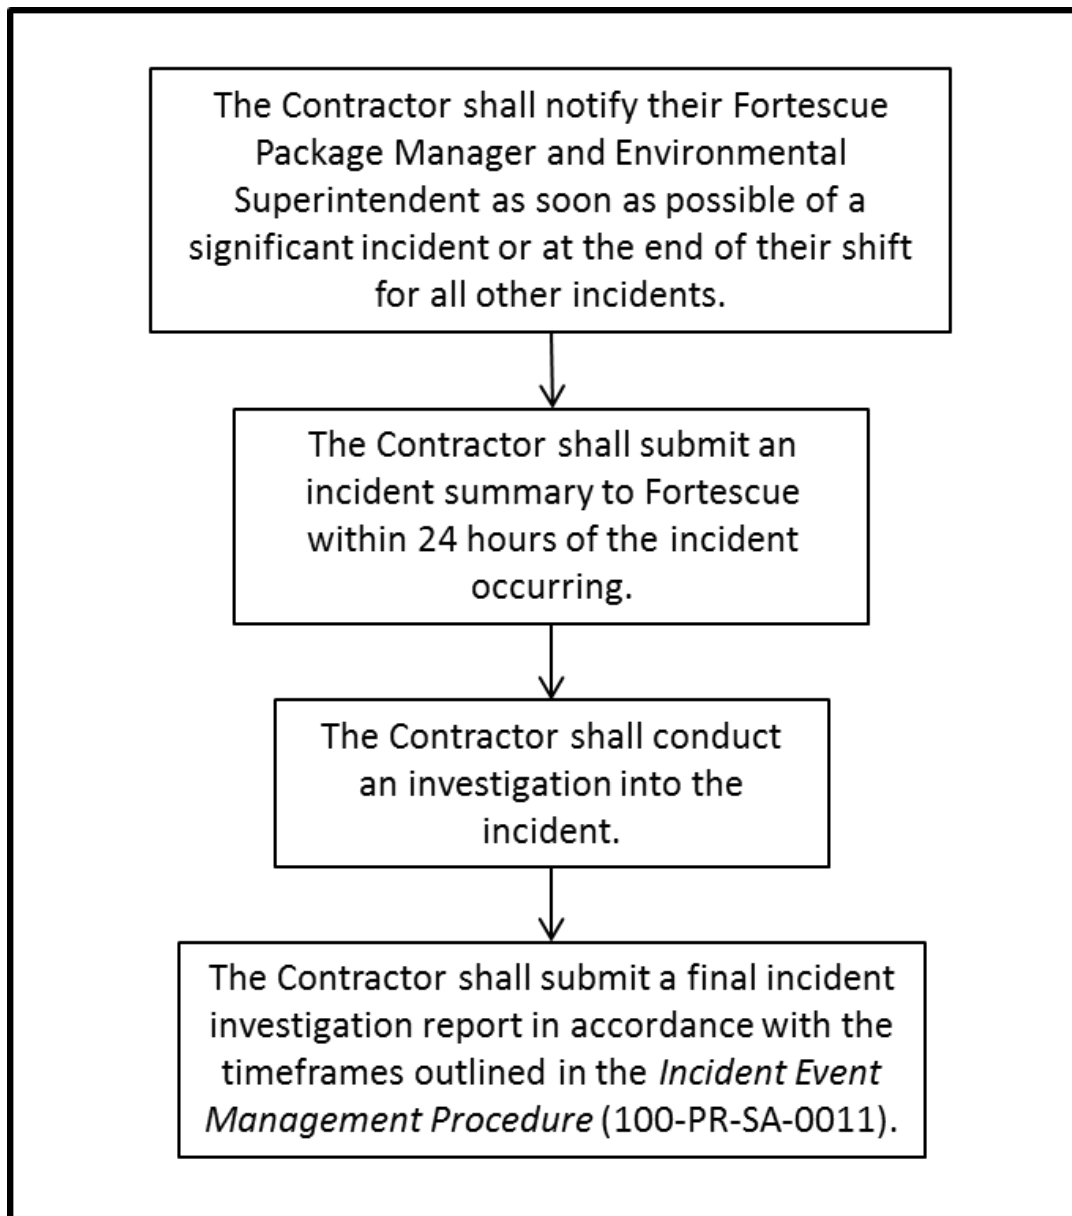 The Contractor shall notify their Fortescue
Package Manager and Environmental
Superintendent as soon as possible of a
significant incident or at the end of their shift
for all other incidents.
The Contractor shall submit an
incident summary to Fortescue
within 24 hours of the incident
occurring.
The Contractor shall conduct
an investigation into the
incident.
The Contractor shall submit a final incident
investigation report in accordance with the
timeframes outlined in the Incident Event
Management Procedure (100-PR-SA-0011).